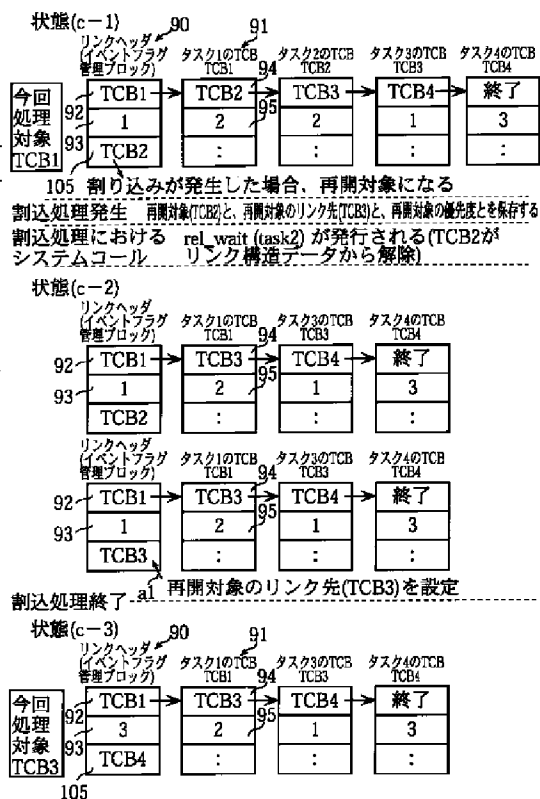 状態(c−1)
リンクヘッダ
(イベントフラグ
管理ブロック)
90
タスク1のTCB
TCB1
91
タスク2のTCB
TCB2
タスク3のTCB
TCB3
タスク4のTCB
TCB4
94
今回
処理
対象
TCB1
92
TCB1
TCB2
TCB3
TCB4
終了
95
93
1
2
2
1
3
TCB2
:
:
:
:
105 割り込みが発生した場合、再開対象になる
割込処理発生 再開対象(TCB2)と、再開対象のリンク先(TCB3)と、再開対象の優先度とを保存する
割込処理における rel_wait (task2) が発行される(TCB2が
システムコール リンク構造データから解除)
状態(c−2)
リンクヘッダ
(イベントフラグ
管理ブロック)
タスク1のTCB
TCB1
94
タスク3のTCB
TCB3
タスク4のTCB
TCB4
92
TCB1
TCB3
TCB4
終了
95
93
1
2
1
3
TCB2
:
:
:
リンクヘッダ
(イベントフラグ
管理ブロック)
タスク1のTCB
TCB1
94
タスク3のTCB
TCB3
タスク4のTCB
TCB4
92
TCB1
TCB3
TCB4
終了
95
93
1
2
1
3
TCB3
:
:
:
a1 再開対象のリンク先(TCB3)を設定
割込処理終了
状態(c−3)
リンクヘッダ
(イベントフラグ
管理ブロック)
90
タスク1のTCB
TCB1
91
94
タスク3のTCB
TCB3
タスク4のTCB
TCB4
今回
処理
対象
TCB3
92
TCB1
TCB3
TCB4
終了
95
93
3
2
1
3
TCB4
:
:
:
105